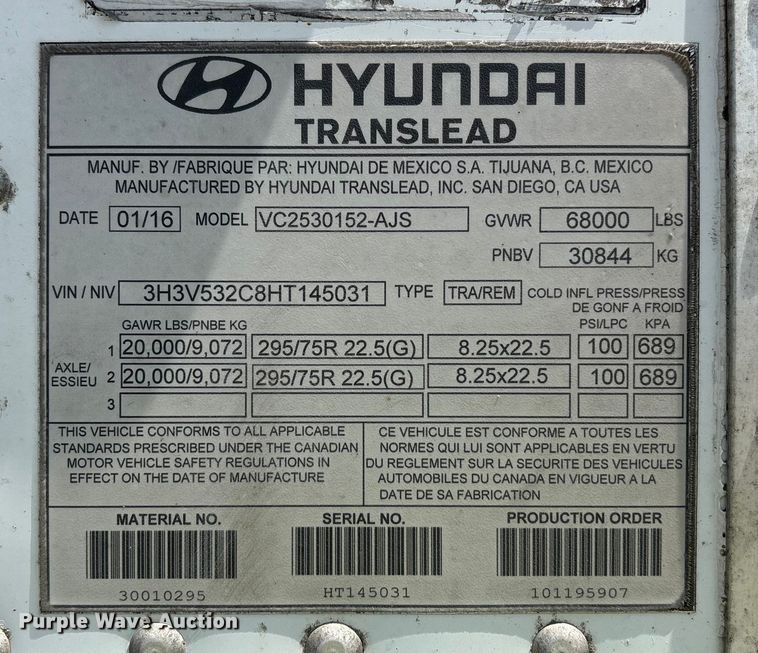 HYUNDAI
TRANSLEAD
MANUF. BY /FABRIQUE PAR: HYUNDAI DE MEXICO S.A. TIJUANA, B.C. MEXICO
MANUFACTURED BY HYUNDAI TRANSLEAD, INC. SAN DIEGO, CA USA
DATE 01/16 MODEL VC2530152-AJS GVWR 68000 LBS
PNBV 30844 KG
VIN / NIV 3H3V532C8HT145031 TYPE TRA/REM COLD INFL PRESS/PRESS
DE GONF A FROID
GAWR LBS/PNBE KG PSI/LPC KPA
AXLE/
ESSIEU
1 20,000/9,072 295/75R 22.5(G) 8.25x22.5 100 689
2 20,000/9,072 295/75R 22.5(G) 8.25x22.5 100 689
3
THIS VEHICLE CONFORMS TO ALL APPLICABLE
STANDARDS PRESCRIBED UNDER THE CANADIAN
MOTOR VEHICLE SAFETY REGULATIONS IN
EFFECT ON THE DATE OF MANUFACTURE
CE VEHICULE EST CONFORME A TOUTES LES
NORMES QUI LUI SONT APPLICABLES EN VERTU
DU REGLEMENT SUR LA SECURITE DES VEHICULES
AUTOMOBILES DU CANADA EN VIGUEUR A LA
DATE DE SA FABRICATION
MATERIAL NO. SERIAL NO. PRODUCTION ORDER
30010295 HT145031 101195907
Purple Wave Auction